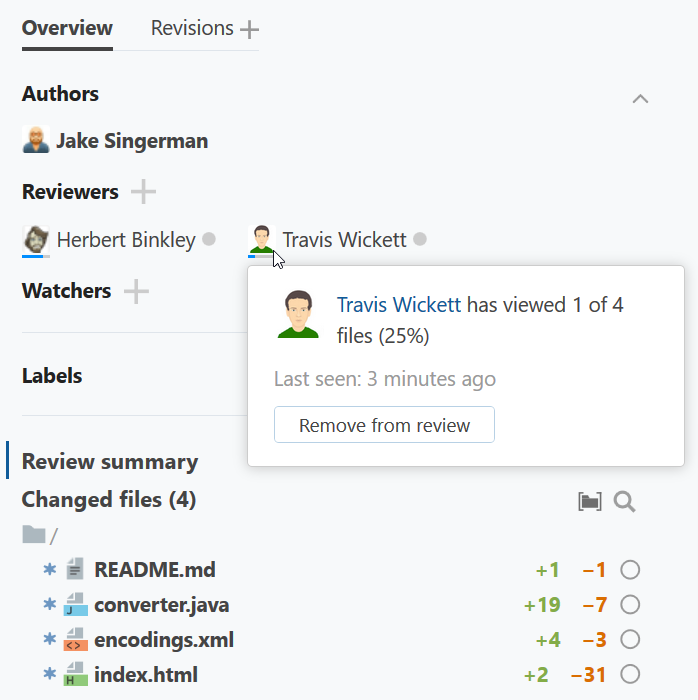 Overview Revisions +
Authors
Jake Singerman
Reviewers +
Herbert Binkley Travis Wickett
Watchers +
Travis Wickett has viewed 1 of 4
files (25%)
Last seen: 3 minutes ago
Remove from review
Labels
Review summary
Changed files (4)
/
README.md +1 −1
J converter.java +19 −7
<> encodings.xml +4 −3
H index.html +2 −31